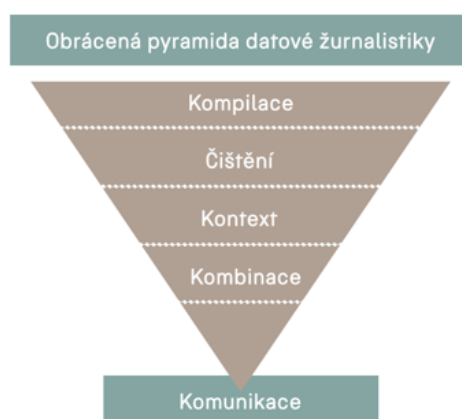 Obrácená pyramida datové žurnalistiky
Kompilace
Čištění
Kontext
Kombinace
Komunikace